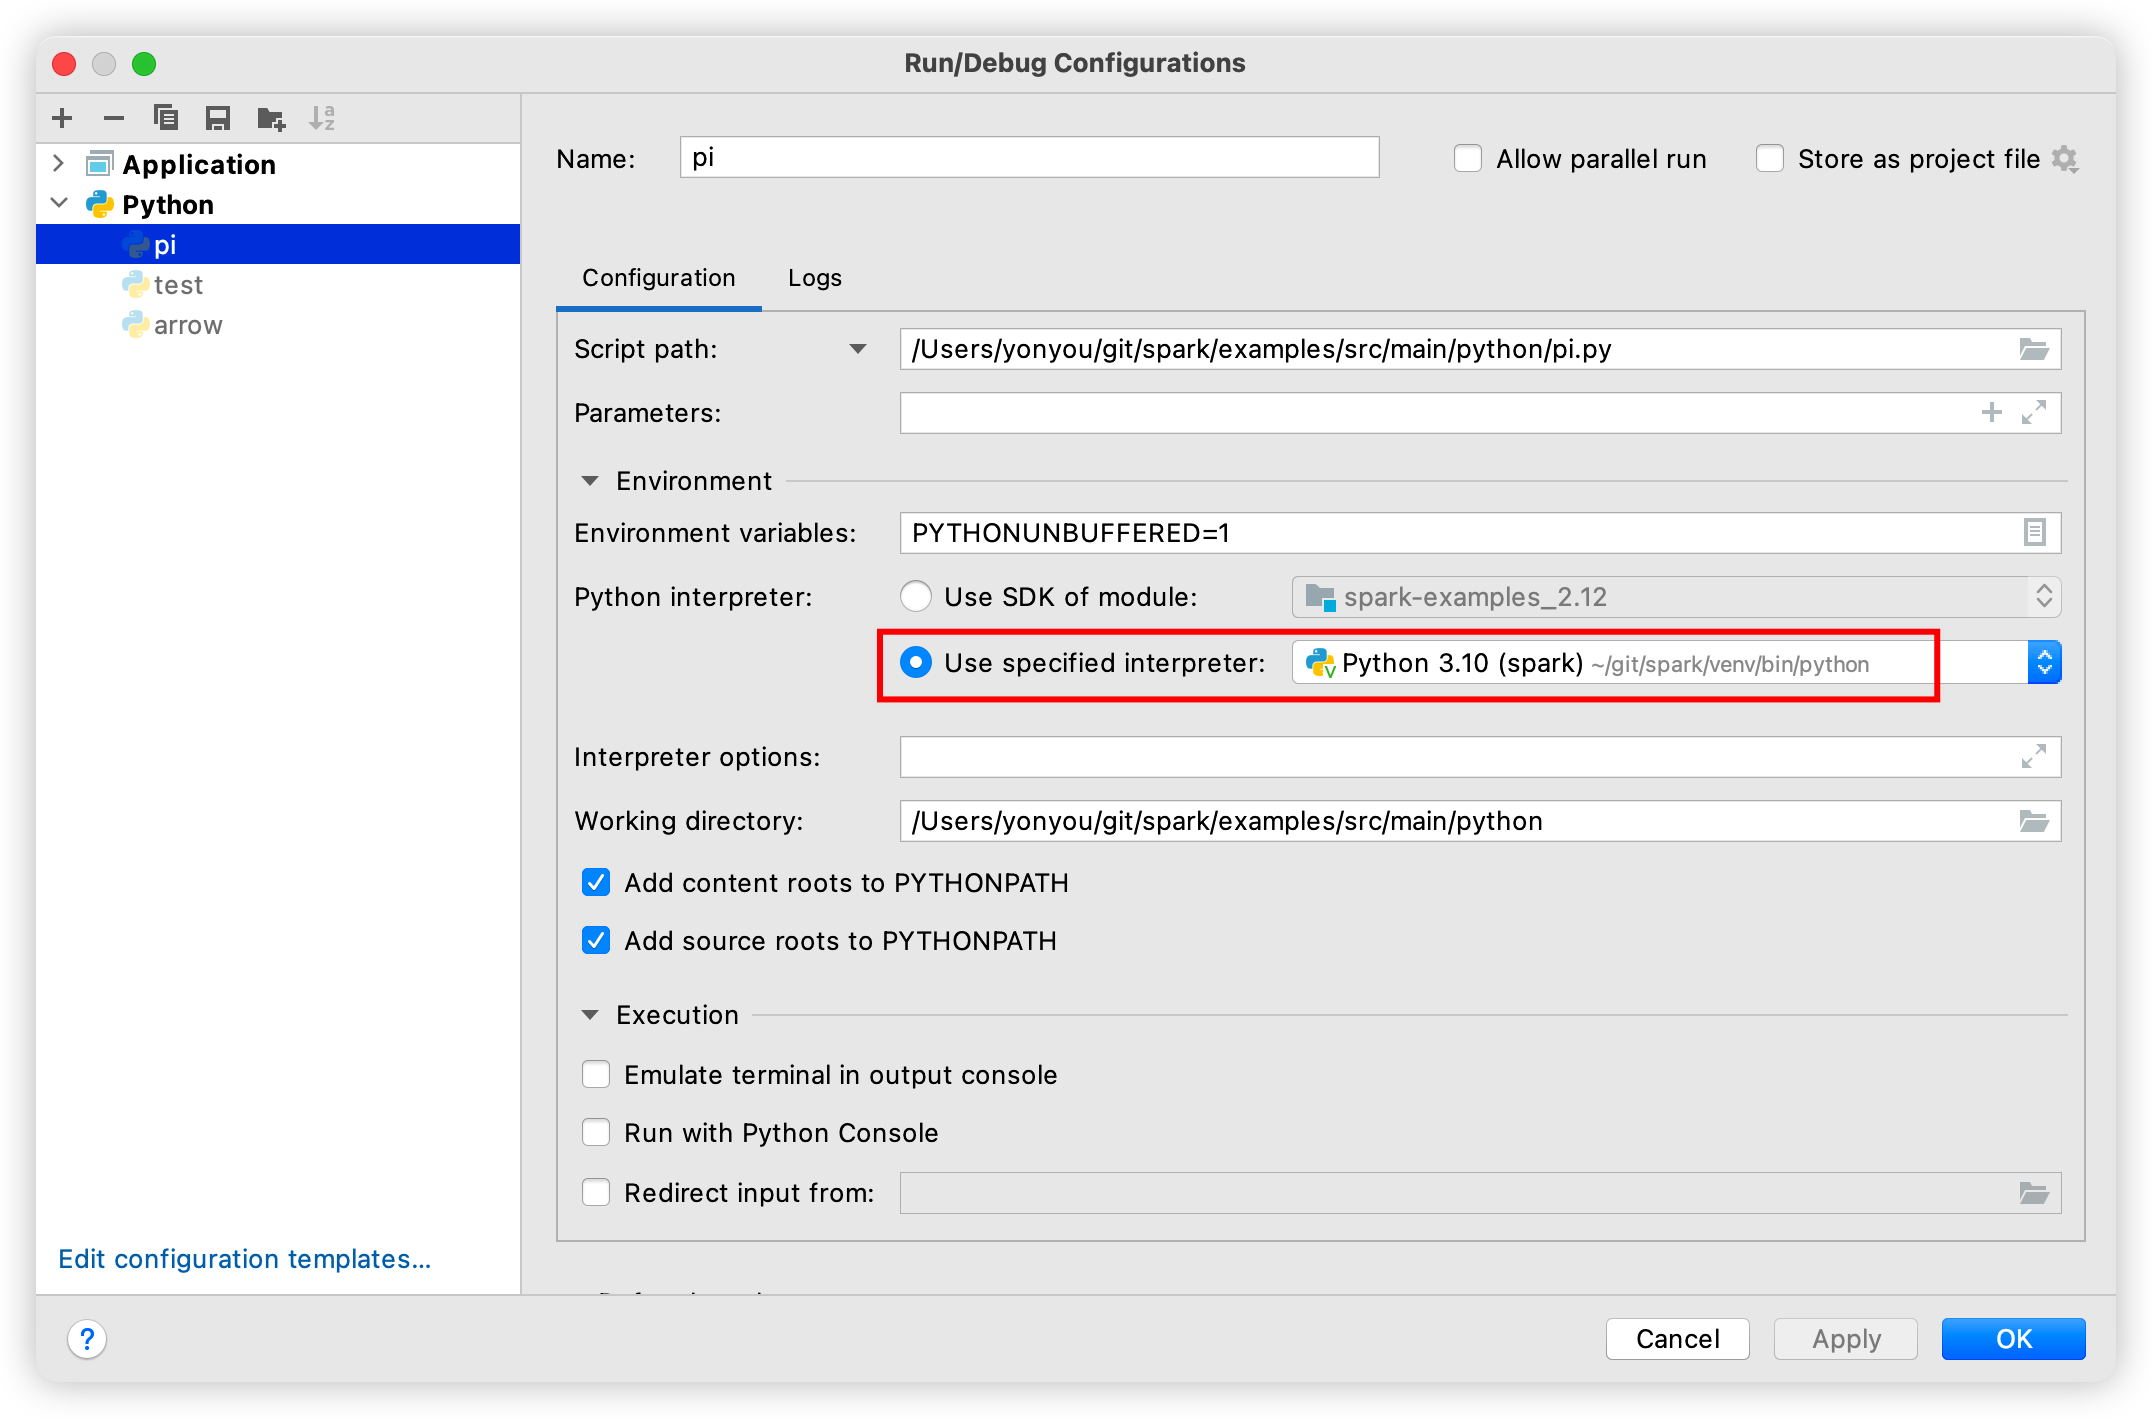 Run/Debug Configurations
Application
Python
pi
test
arrow
Edit configuration templates...
Name: pi
Allow parallel run
Store as project file
Configuration Logs
Script path: /Users/yonyou/git/spark/examples/src/main/python/pi.py
Parameters:
Environment
Environment variables: PYTHONUNBUFFERED=1
Python interpreter: Use SDK of module: spark-examples_2.12
Use specified interpreter: Python 3.10 (spark) ~/git/spark/venv/bin/python
Interpreter options:
Working directory: /Users/yonyou/git/spark/examples/src/main/python
Add content roots to PYTHONPATH
Add source roots to PYTHONPATH
Execution
Emulate terminal in output console
Run with Python Console
Redirect input from:
? Cancel Apply OK